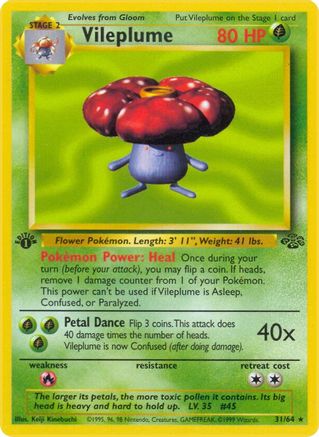 STAGE 2
Evolves from Gloom
Put Vileplume on the Stage 1 card
Vileplume
80 HP
EDITION
1
Flower Pokémon. Length: 3' 11", Weight: 41 lbs.
Pokémon Power: Heal Once during your
turn (before your attack), you may flip a coin. If heads,
remove 1 damage counter from 1 of your Pokémon.
This power can't be used if Vileplume is Asleep,
Confused, or Paralyzed.
Petal Dance Flip 3 coins. This attack does
40 damage times the number of heads.
Vileplume is now Confused (after doing damage).
40x
weakness
resistance
retreat cost
The larger its petals, the more toxic pollen it contains. Its big
head is heavy and hard to hold up. LV. 35 #45
Illus. Kinebuchi
©1995, 96, 98 Nintendo, Creatures, GAMEFREAK. ©1999 Wizards.
31/64 ★